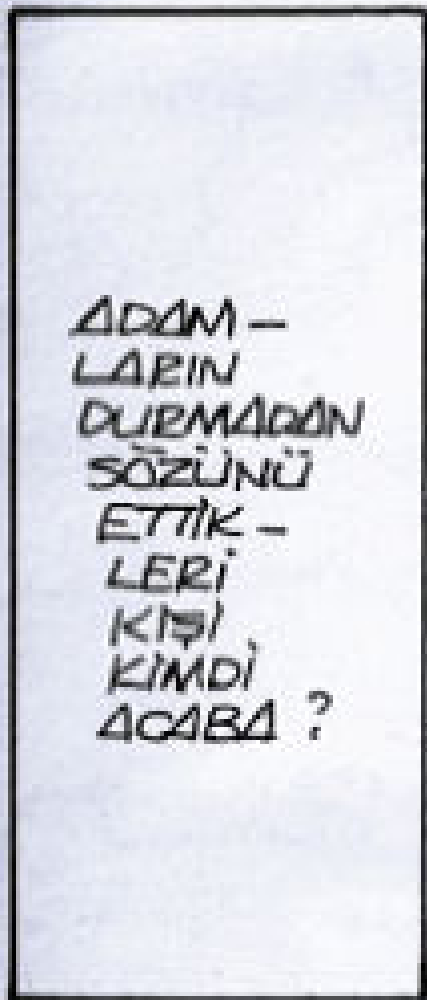 ADAM –
LARIN
DURMADAN
SÖZÜNÜ
ETTİK –
LERİ
KİŞİ
KİMDİ
ACABA ?